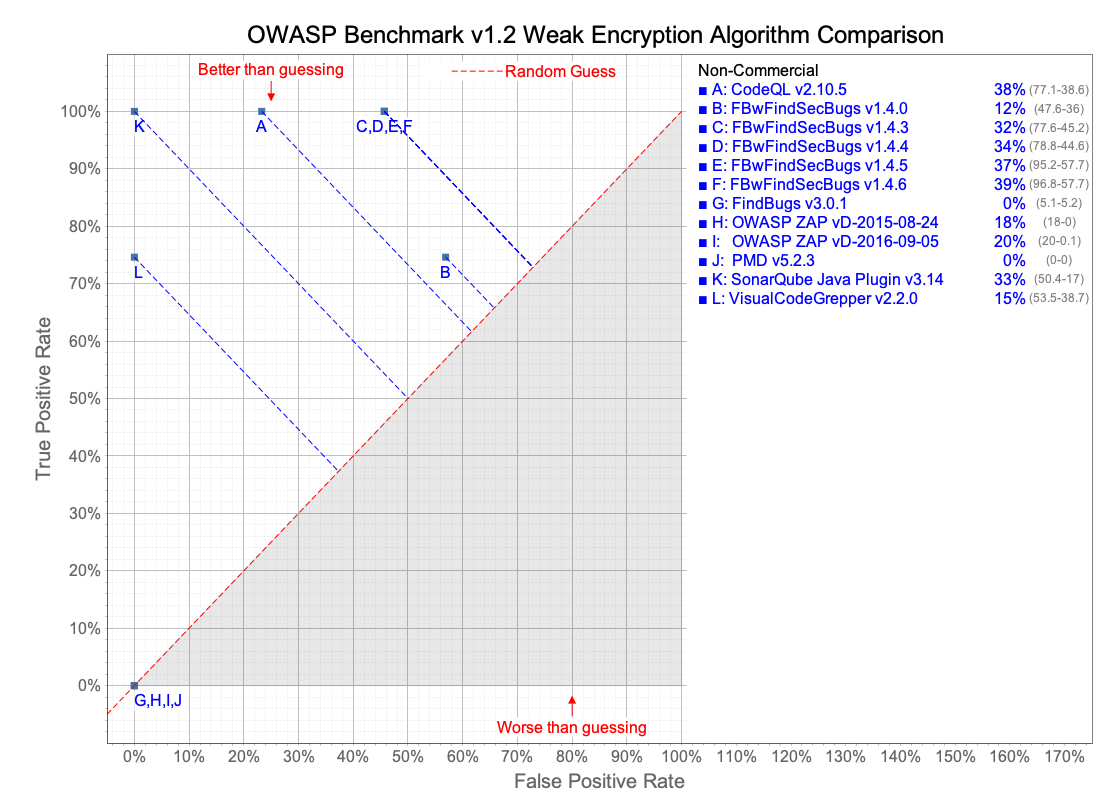 OWASP Benchmark v1.2 Weak Encryption Algorithm Comparison
Better than guessing
Random Guess
Non-Commercial
A: CodeQL v2.10.5 38% (77.1-38.6)
B: FBwFindSecBugs v1.4.0 12% (47.6-36)
C: FBwFindSecBugs v1.4.3 32% (77.6-45.2)
D: FBwFindSecBugs v1.4.4 34% (78.8-44.6)
E: FBwFindSecBugs v1.4.5 37% (95.2-57.7)
F: FBwFindSecBugs v1.4.6 39% (96.8-57.7)
G: FindBugs v3.0.1 0% (5.1-5.2)
H: OWASP ZAP vD-2015-08-24 18% (18-0)
I: OWASP ZAP vD-2016-09-05 20% (20-0.1)
J: PMD v5.2.3 0% (0-0)
K: SonarQube Java Plugin v3.14 33% (50.4-17)
L: VisualCodeGrepper v2.2.0 15% (53.5-38.7)
True Positive Rate
100%
90%
80%
70%
60%
50%
40%
30%
20%
10%
0%
K
A
C,D,E,F
L
B
G,H,I,J
Worse than guessing
0% 10% 20% 30% 40% 50% 60% 70% 80% 90% 100% 110% 120% 130% 140% 150% 160% 170%
False Positive Rate